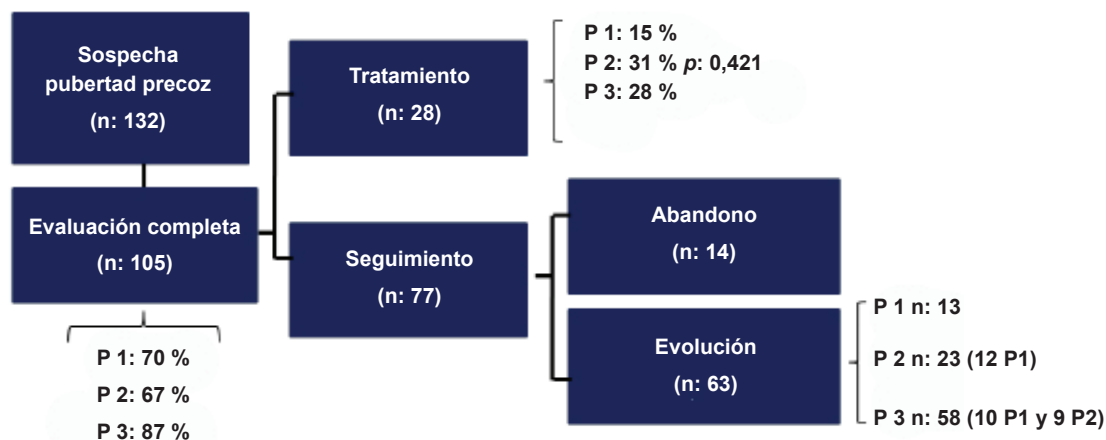 Sospecha
pubertad precoz
(n: 132)
Evaluación completa
(n: 105)
P 1: 70 %
P 2: 67 %
P 3: 87 %
Tratamiento
(n: 28)
P 1: 15 %
P 2: 31 % p: 0,421
P 3: 28 %
Seguimiento
(n: 77)
Abandono
(n: 14)
Evolución
(n: 63)
P 1 n: 13
P 2 n: 23 (12 P1)
P 3 n: 58 (10 P1 y 9 P2)